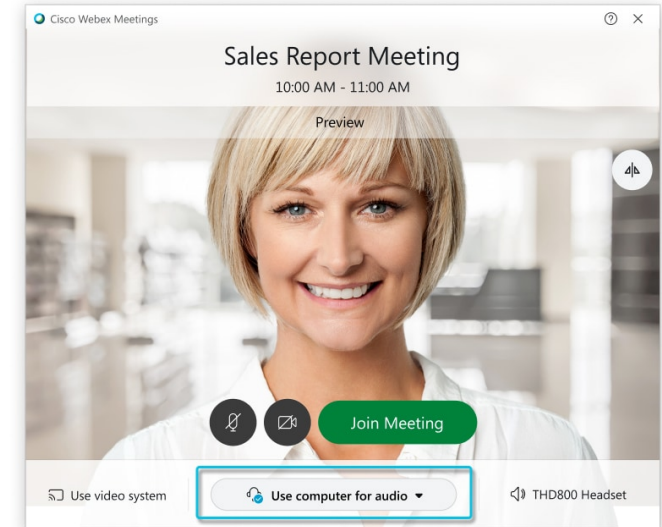 Cisco Webex Meetings
Sales Report Meeting
10:00 AM - 11:00 AM
Preview
Join Meeting
Use video system
Use computer for audio
THD800 Headset